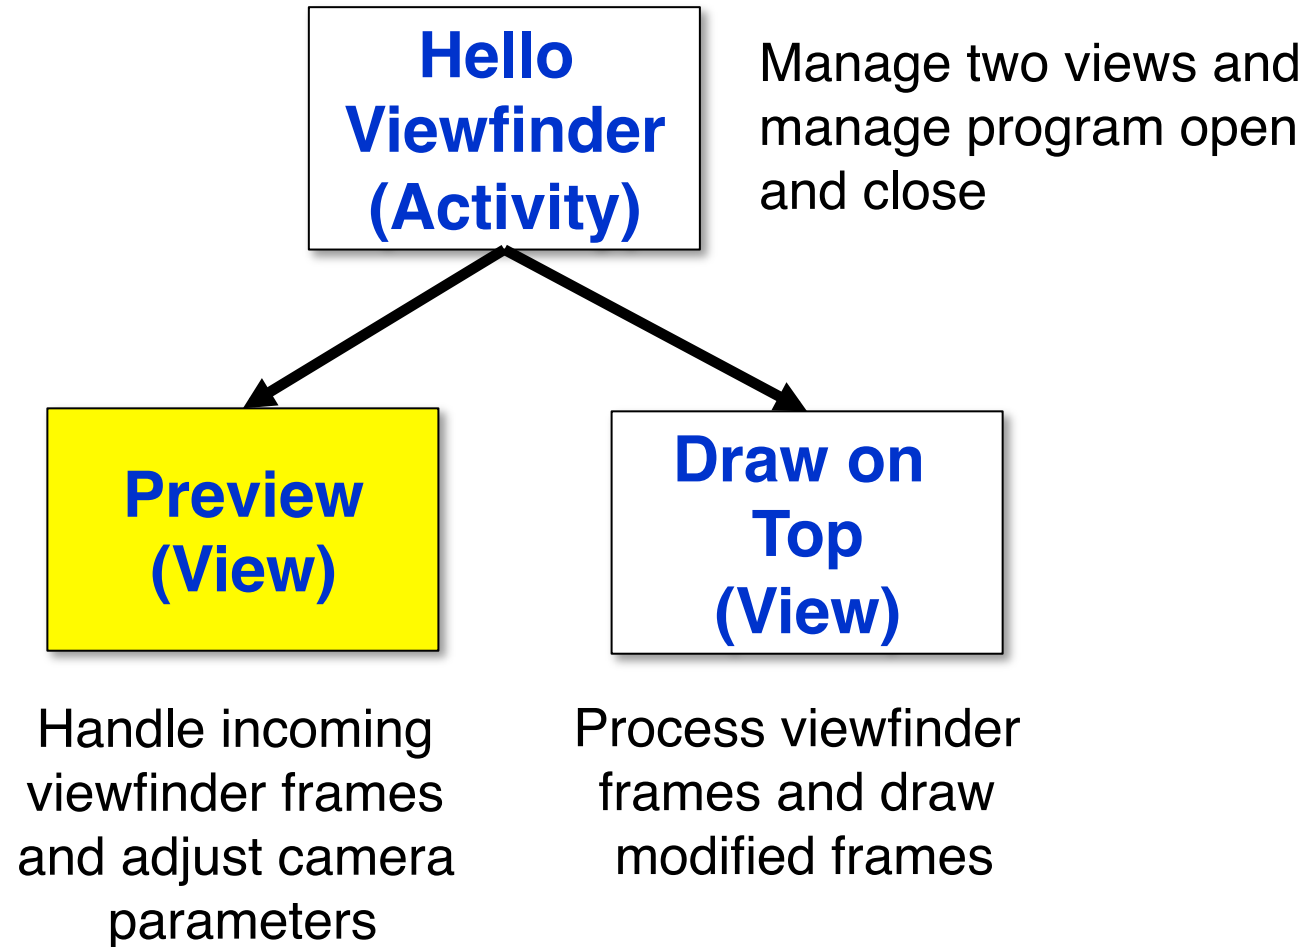 Hello
Viewfinder
(Activity)
Manage two views and
manage program open
and close
Preview
(View)
Draw on
Top
(View)
Handle incoming
viewfinder frames
and adjust camera
parameters
Process viewfinder
frames and draw
modified frames